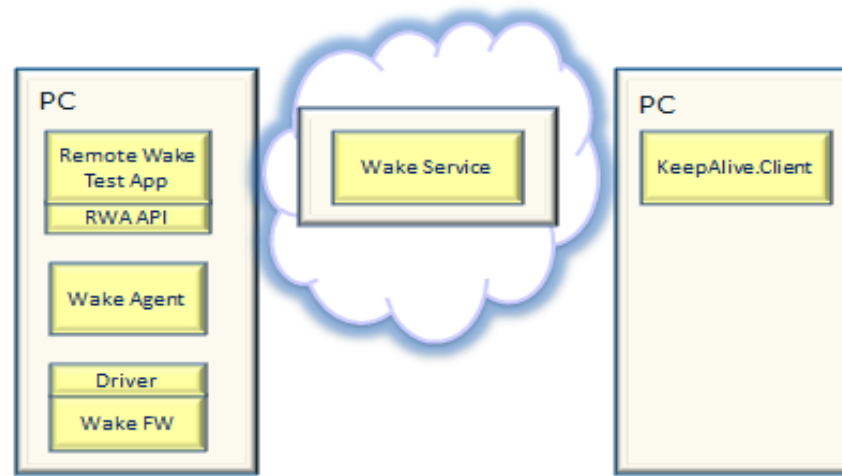 PC
Remote Wake
Test App
RWA API
Wake Agent
Driver
Wake FW
Wake Service
PC
KeepAlive.Client